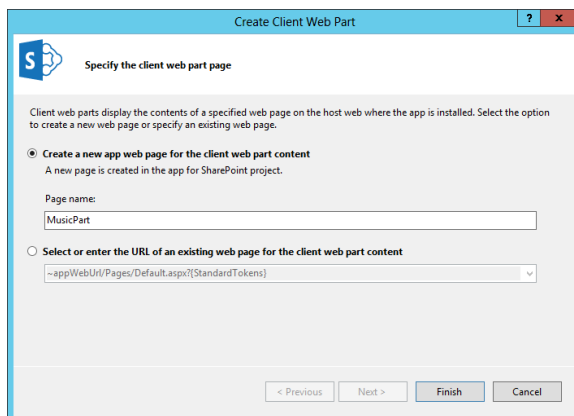 Create Client Web Part
? x
S
Specify the client web part page
Client web parts display the contents of a specified web page on the host web where the app is installed. Select the option
to create a new web page or specify an existing web page.
Create a new app web page for the client web part content
A new page is created in the app for SharePoint project.
Page name:
MusicPart
Select or enter the URL of an existing web page for the client web part content
~appWebUrl/Pages/Default.aspx?{StandardTokens}
< Previous Next > Finish Cancel